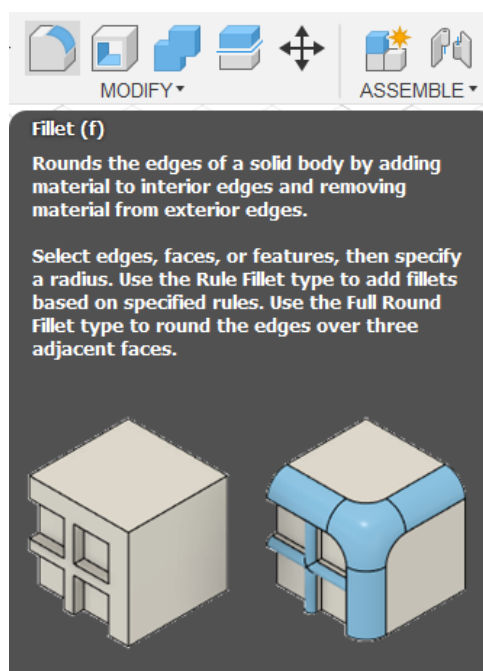 MODIFY▾
ASSEMBLE▾
Fillet (f)
Rounds the edges of a solid body by adding
material to interior edges and removing
material from exterior edges.
Select edges, faces, or features, then specify
a radius. Use the Rule Fillet type to add fillets
based on specified rules. Use the Full Round
Fillet type to round the edges over three
adjacent faces.